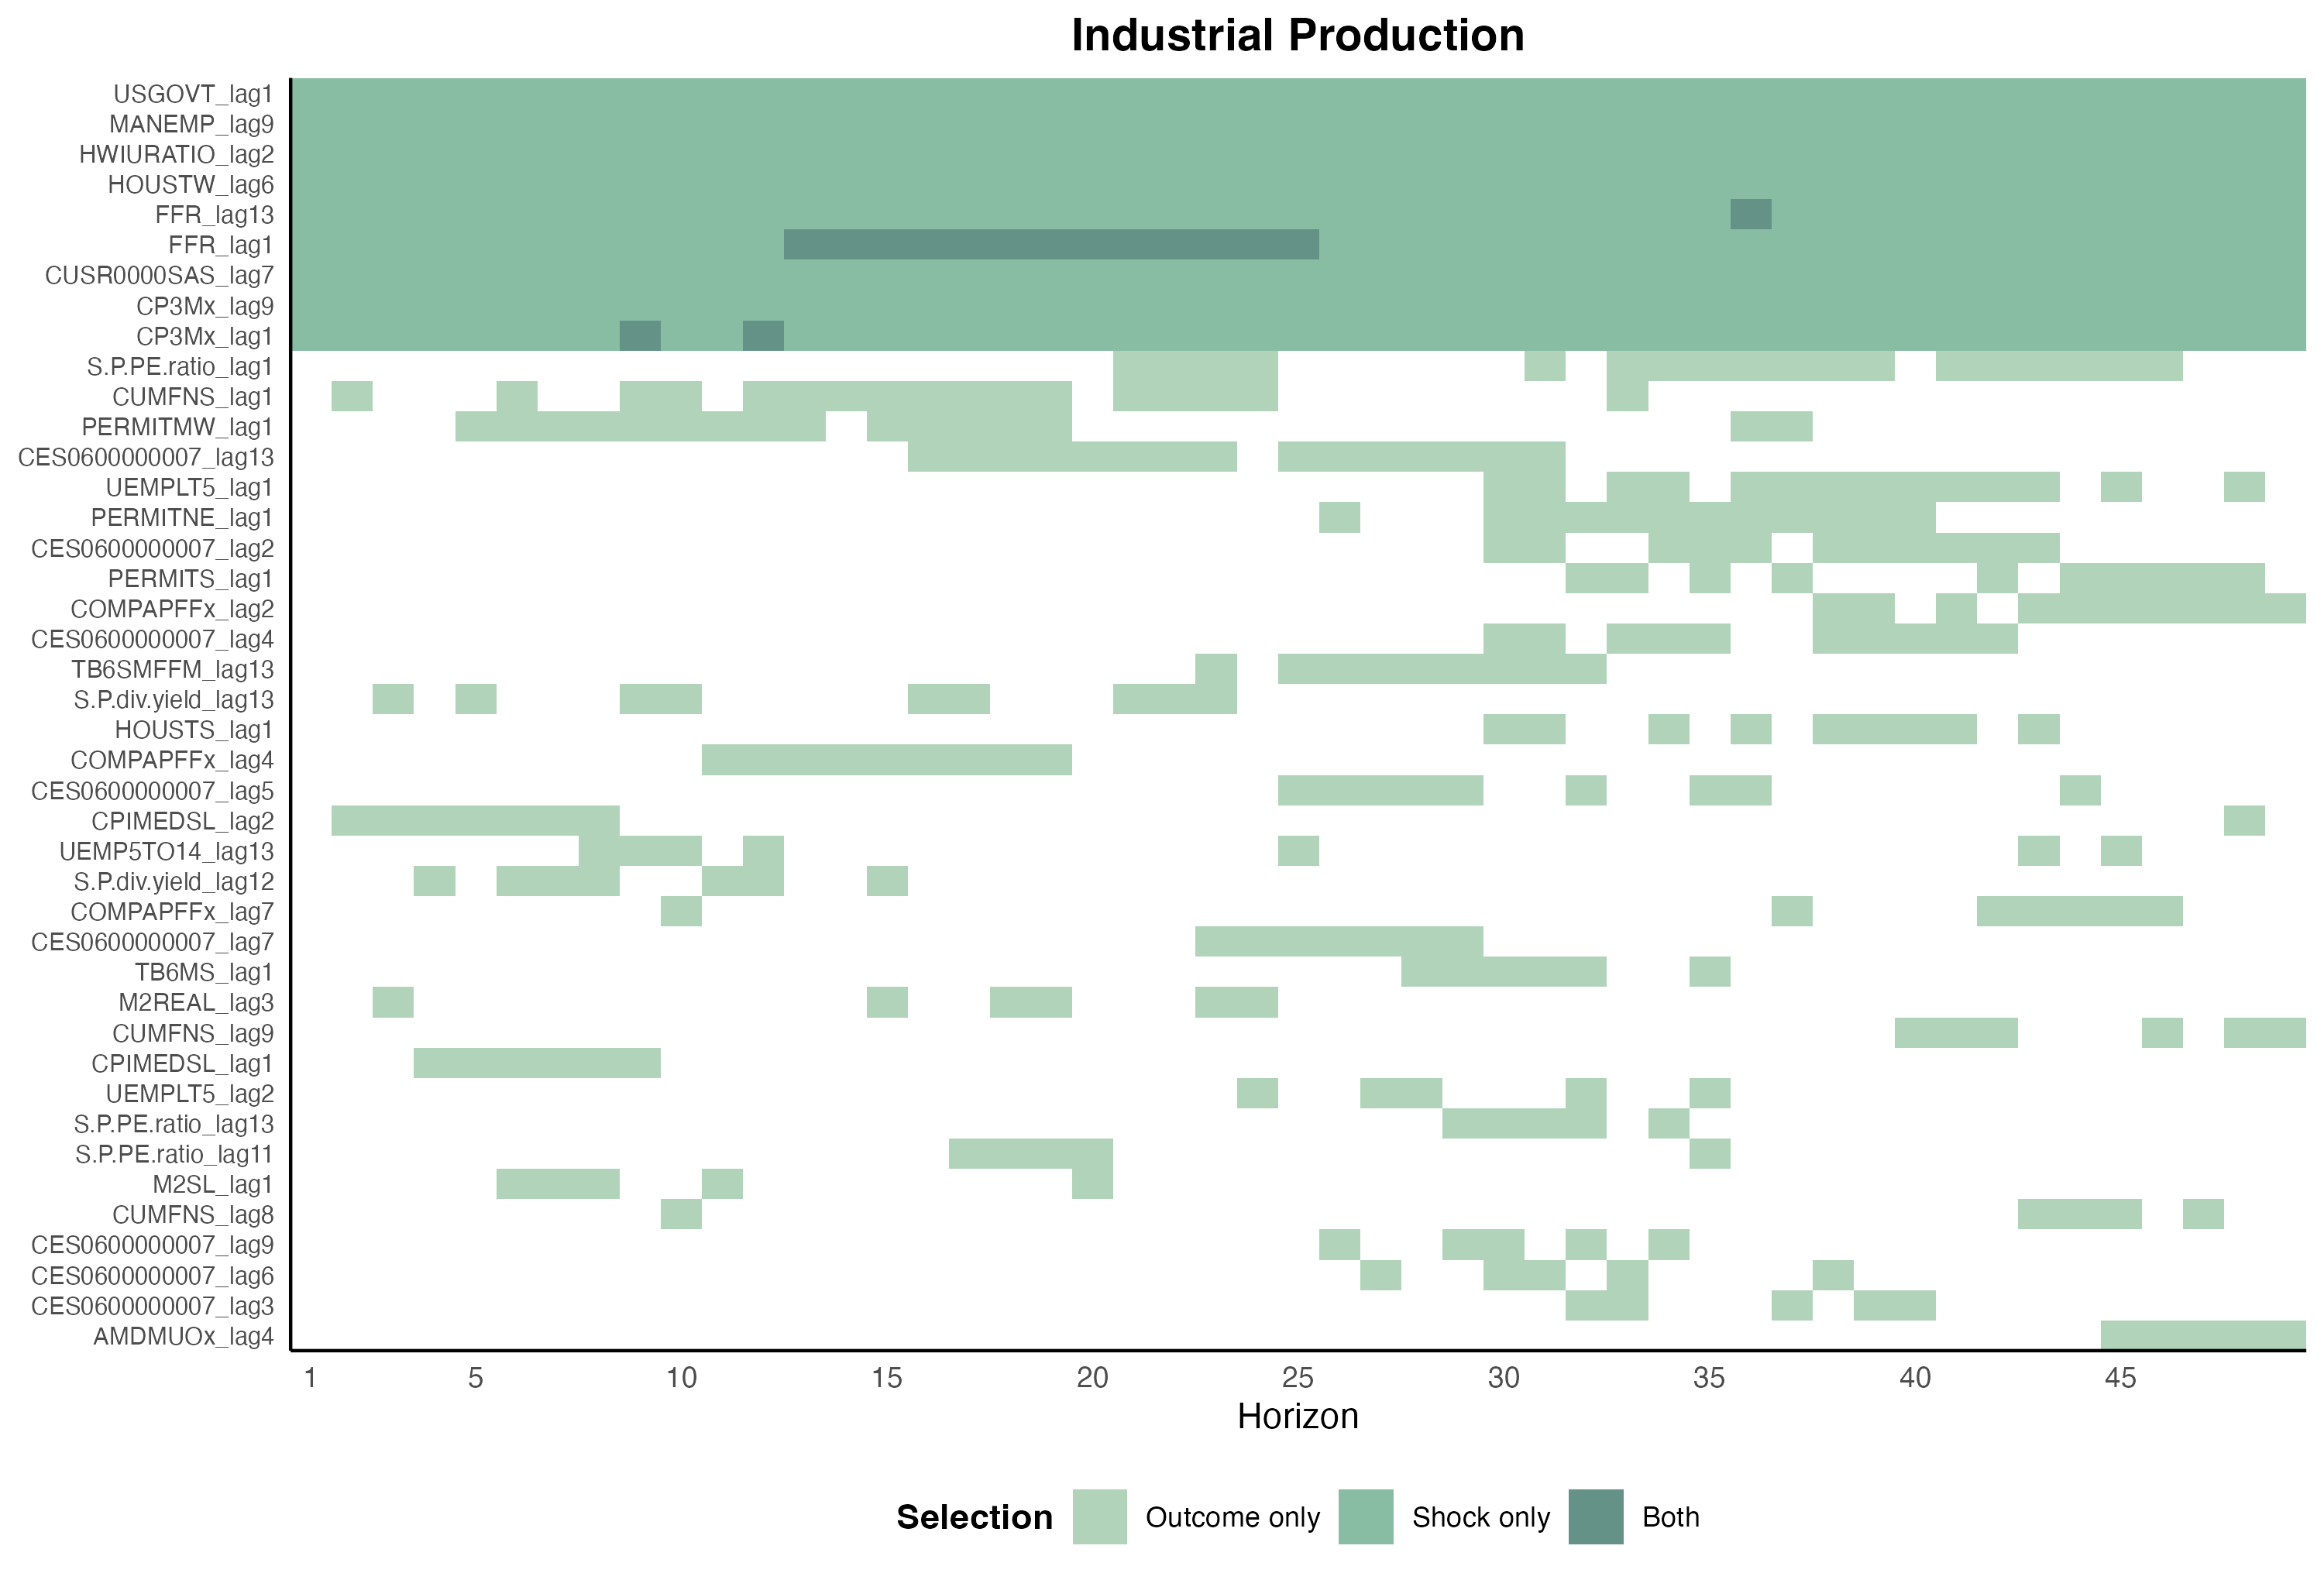 Industrial Production
USGOVT_lag1
MANEMP_lag9
HWIURATIO_lag2
HOUSTW_lag6
FFR_lag13
FFR_lag1
CUSR0000SAS_lag7
CP3Mx_lag9
CP3Mx_lag1
S.P.PE.ratio_lag1
CUMFNS_lag1
PERMITMW_lag1
CES0600000007_lag13
UEMPLT5_lag1
PERMITNE_lag1
CES0600000007_lag2
PERMITS_lag1
COMPAPFFx_lag2
CES0600000007_lag4
TB6SMFFM_lag13
S.P.div.yield_lag13
HOUSTS_lag1
COMPAPFFx_lag4
CES0600000007_lag5
CPIMEDSL_lag2
UEMP5TO14_lag13
S.P.div.yield_lag12
COMPAPFFx_lag7
CES0600000007_lag7
TB6MS_lag1
M2REAL_lag3
CUMFNS_lag9
CPIMEDSL_lag1
UEMPLT5_lag2
S.P.PE.ratio_lag13
S.P.PE.ratio_lag11
M2SL_lag1
CUMFNS_lag8
CES0600000007_lag9
CES0600000007_lag6
CES0600000007_lag3
AMDMUOx_lag4
1 5 10 15 20 25 30 35 40 45
Horizon
Selection Outcome only Shock only Both